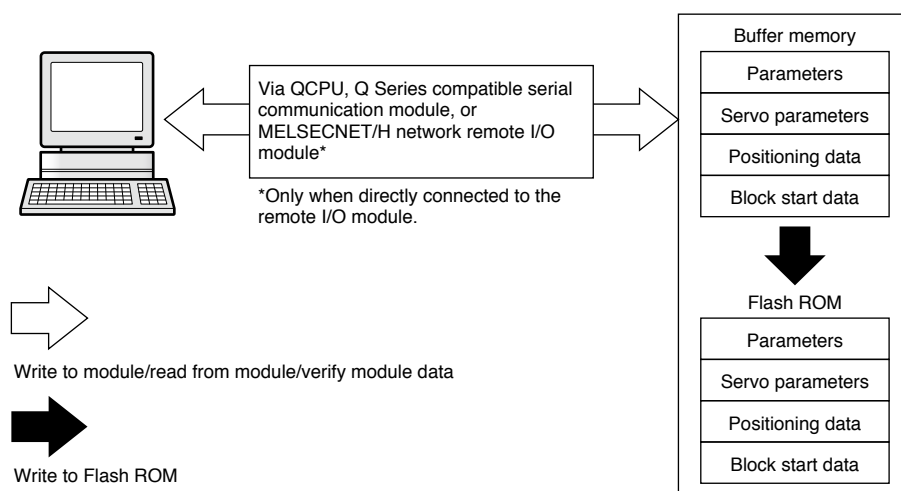 Buffer memory
Parameters
Servo parameters
Positioning data
Block start data
Via QCPU, Q Series compatible serial
communication module, or
MELSECNET/H network remote I/O
module*
*Only when directly connected to the
remote I/O module.
Flash ROM
Parameters
Servo parameters
Positioning data
Block start data
Write to module/read from module/verify module data
Write to Flash ROM